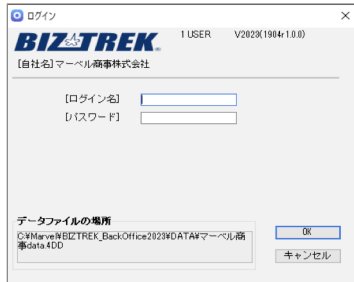 ログイン
BIZ☆TREK. 1 USER V2023(1904r1.0.0)
[自社名]マーベル商事株式会社
[ログイン名]
[パスワード]
データファイルの場所
C:¥Marvel¥BIZTREK_BackOffice2023¥DATA¥マーベル商
事data.4DD
OK
キャンセル